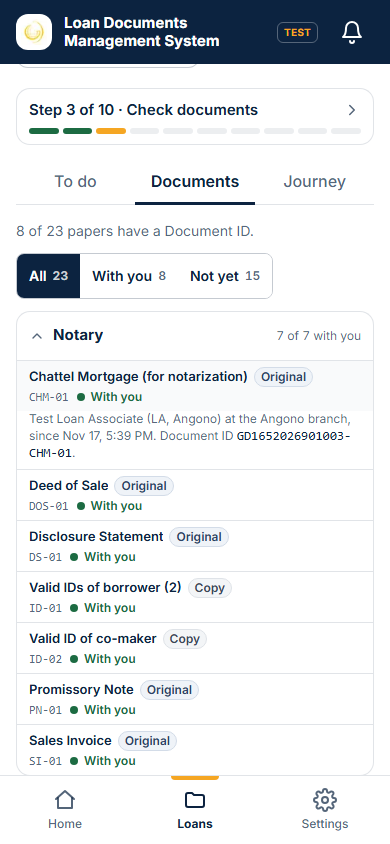 Loan Documents
Management System
TEST
Step 3 of 10 · Check documents
To do
Documents
Journey
8 of 23 papers have a Document ID.
All 23
With you 8
Not yet 15
Notary
7 of 7 with you
Chattel Mortgage (for notarization) Original
CHM-01 With you
Test Loan Associate (LA, Angono) at the Angono branch,
since Nov 17, 5:39 PM. Document ID GD1652026901003-
CHM-01.
Deed of Sale Original
DOS-01 With you
Disclosure Statement Original
DS-01 With you
Valid IDs of borrower (2) Copy
ID-01 With you
Valid ID of co-maker Copy
ID-02 With you
Promissory Note Original
PN-01 With you
Sales Invoice Original
SI-01 With you
Home
Loans
Settings